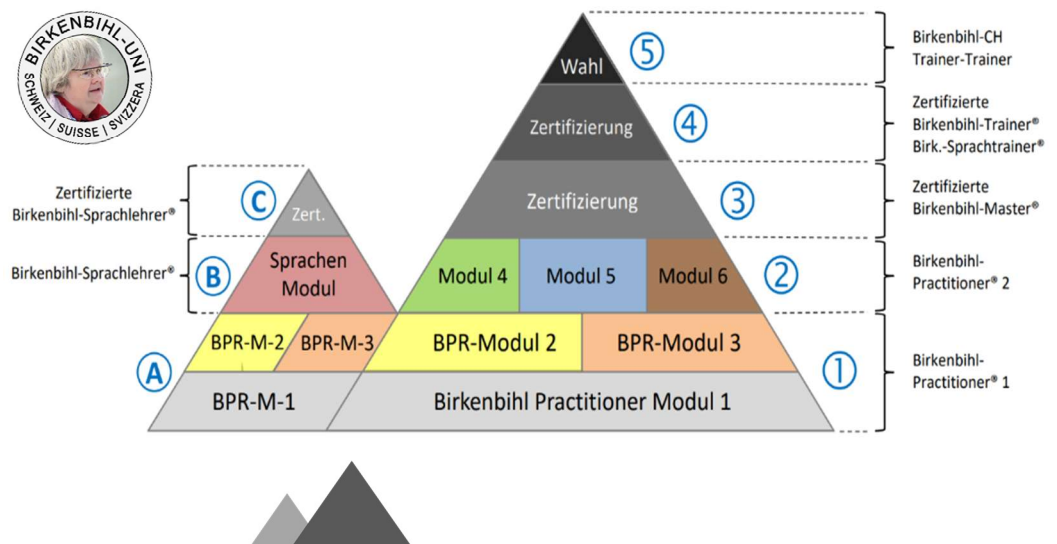 BIRKENBIHL-UNI
SCHWEIZ | SUISSE | SVIZZERA
Wahl
5
Birkenbihl-CH
Trainer-Trainer
Zertifizierung
4
Zertifizierte
Birkenbihl-Trainer®
Birk.-Sprachtrainer®
Zertifizierung
3
Zertifizierte
Birkenbihl-Master®
Zertifizierte
Birkenbihl-Sprachlehrer®
C
Zert.
Birkenbihl-Sprachlehrer®
B
Sprachen
Modul
Modul 4
Modul 5
Modul 6
2
Birkenbihl-
Practitioner® 2
A
BPR-M-2
BPR-M-3
BPR-Modul 2
BPR-Modul 3
1
Birkenbihl-
Practitioner® 1
BPR-M-1
Birkenbihl Practitioner Modul 1